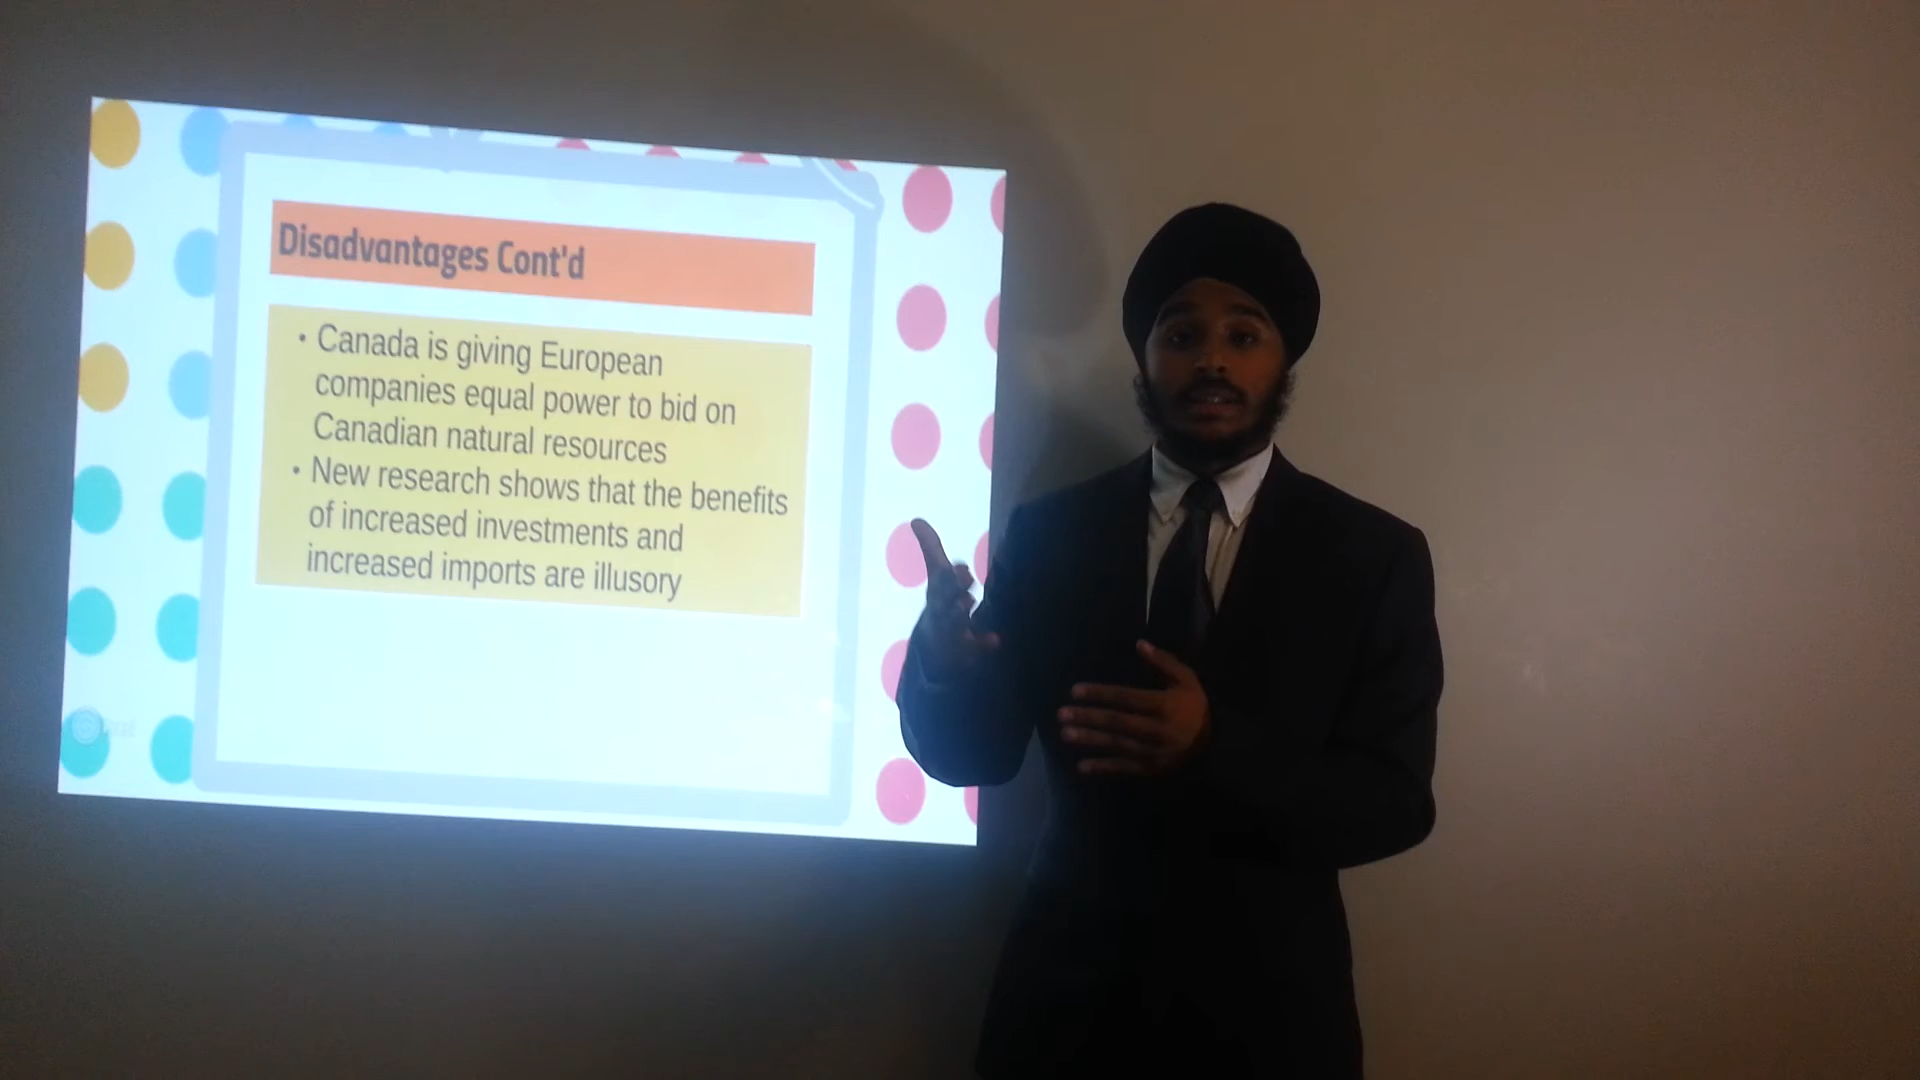 Disadvantages Cont'd
• Canada is giving European
companies equal power to bid on
Canadian natural resources
• New research shows that the benefits
of increased investments and
increased imports are illusory